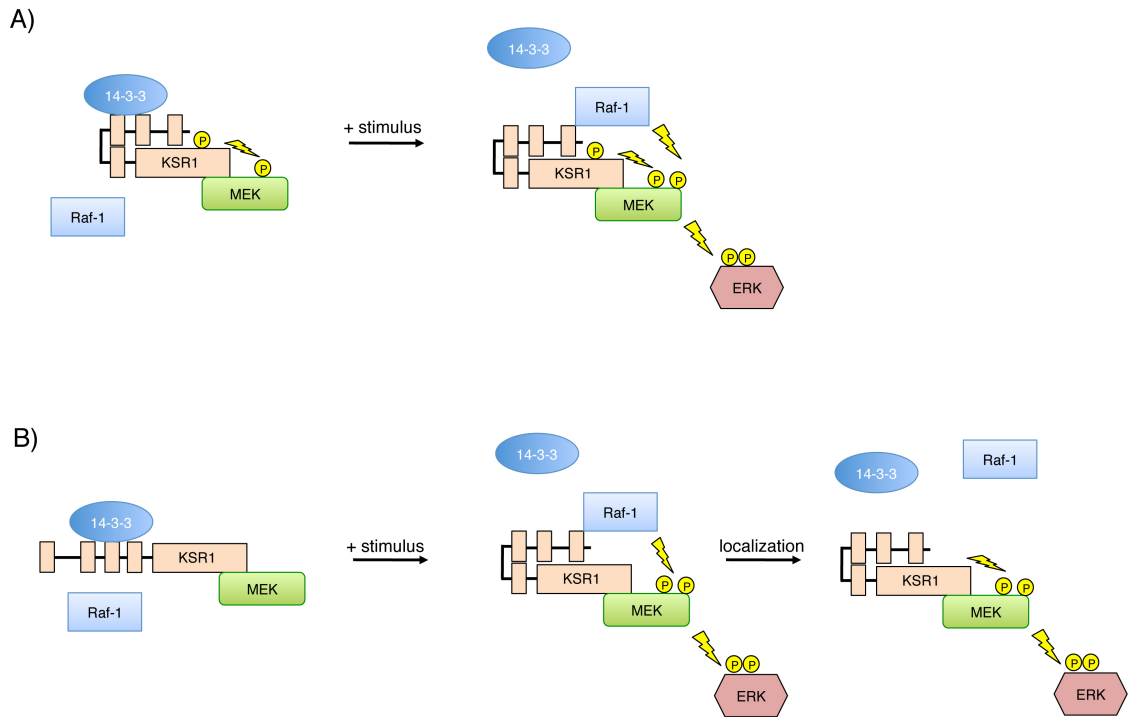 A)
14-3-3
14-3-3
Raf-1
+ stimulus
P
P
KSR1
P
P
P
KSR1
MEK
MEK
Raf-1
P P
ERK
B)
14-3-3
Raf-1
14-3-3
14-3-3
Raf-1
+ stimulus
localization
KSR1
KSR1
P P
KSR1
P P
MEK
Raf-1
MEK
MEK
P P
P P
ERK
ERK